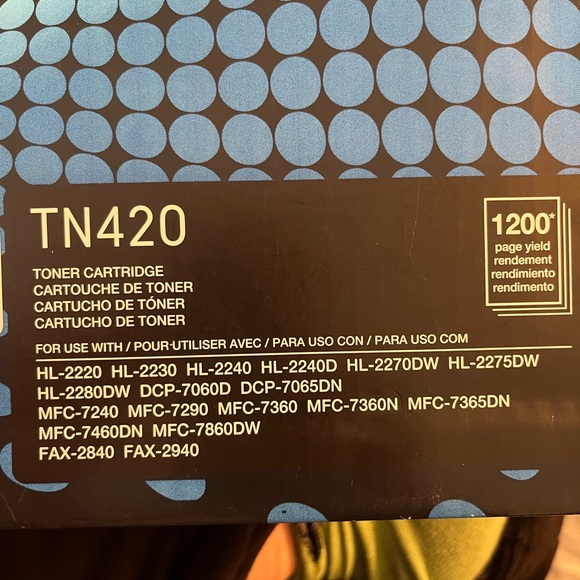 TN420
1200*
page yield
rendement
rendimiento
rendimento
TONER CARTRIDGE
CARTOUCHE DE TONER
CARTUCHO DE TÓNER
CARTUCHO DE TONER
FOR USE WITH / POUR UTILISER AVEC / PARA USO CON / PARA USO COM
HL-2220 HL-2230 HL-2240 HL-2240D HL-2270DW HL-2275DW
HL-2280DW DCP-7060D DCP-7065DN
MFC-7240 MFC-7290 MFC-7360 MFC-7360N MFC-7365DN
MFC-7460DN MFC-7860DW
FAX-2840 FAX-2940